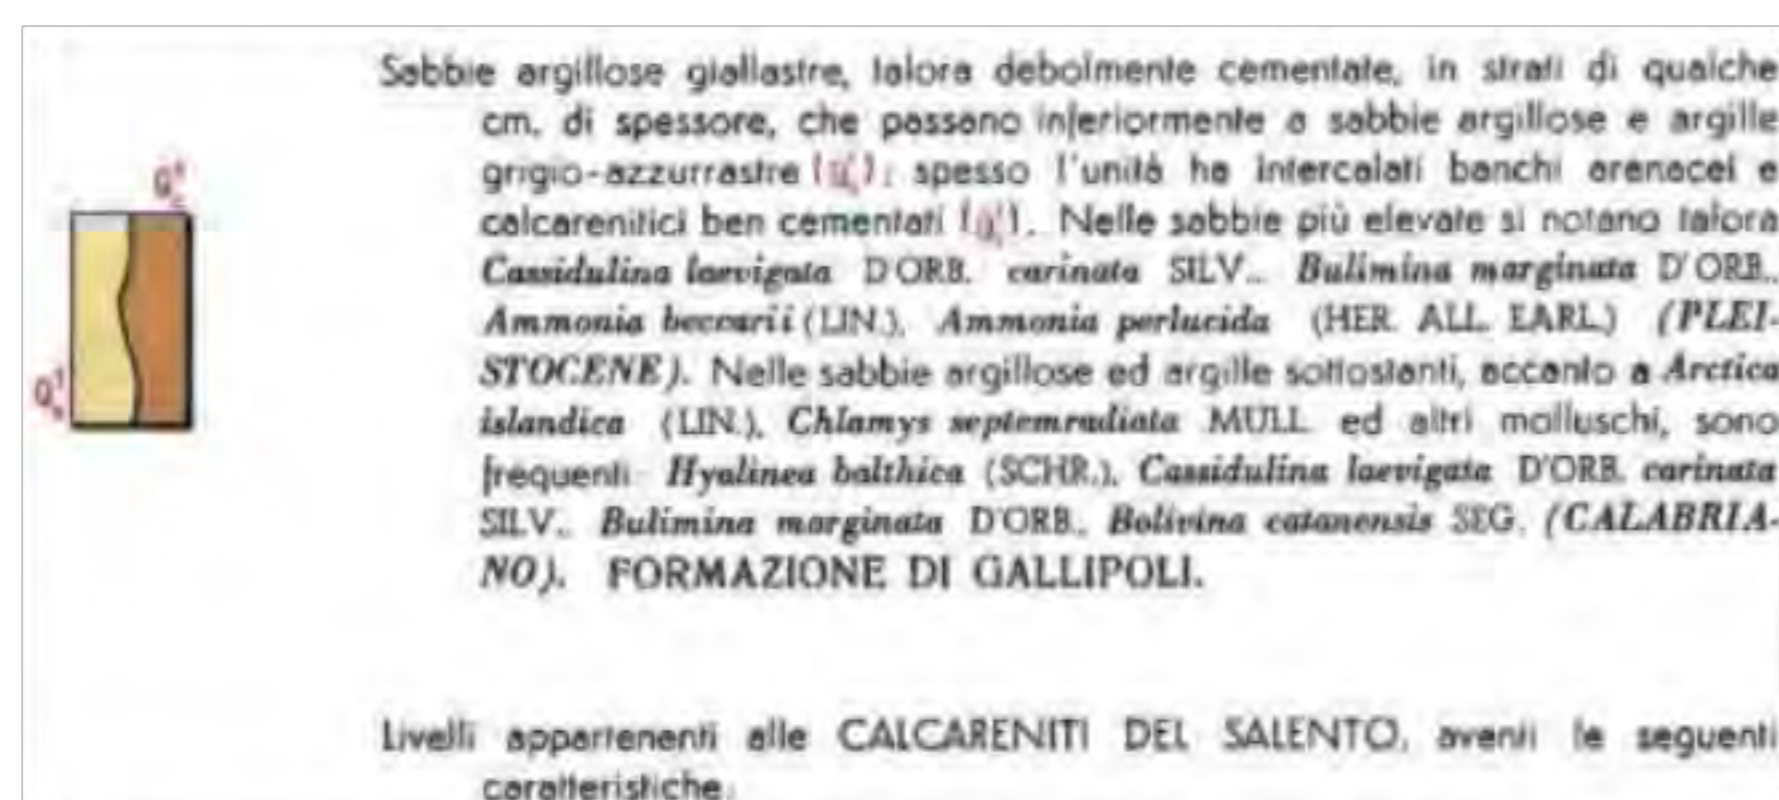 Sabbie argillose giallastre, talora debolmente cementate, in strati di qualche
cm. di spessore, che passano inferiormente a sabbie argillose e argille
grigio-azzurrastre ( ); spesso l'unità ha intercalati banchi arenacei e
calcarenitici ben cementati ( ). Nelle sabbie più elevate si notano talora
Cassidulina laevigata D'ORB. carinata SILV., Bulimina marginata D'ORB.,
Ammonia beccarii (LIN.), Ammonia perlucida (HER. ALL. EARL.) (PLEI-
STOCENE). Nelle sabbie argillose ed argille sottostanti, accanto a Arctica
islandica (LIN.), Chlamys septemradiata MULL. ed altri molluschi, sono
frequenti Hyalinea balthica (SCHR.), Cassidulina laevigata D'ORB. carinata
SILV., Bulimina marginata D'ORB., Bolivina catanensis SEG. (CALABRIA-
NO). FORMAZIONE DI GALLIPOLI.
Livelli appartenenti alle CALCARENITI DEL SALENTO, aventi le seguenti
caratteristiche: